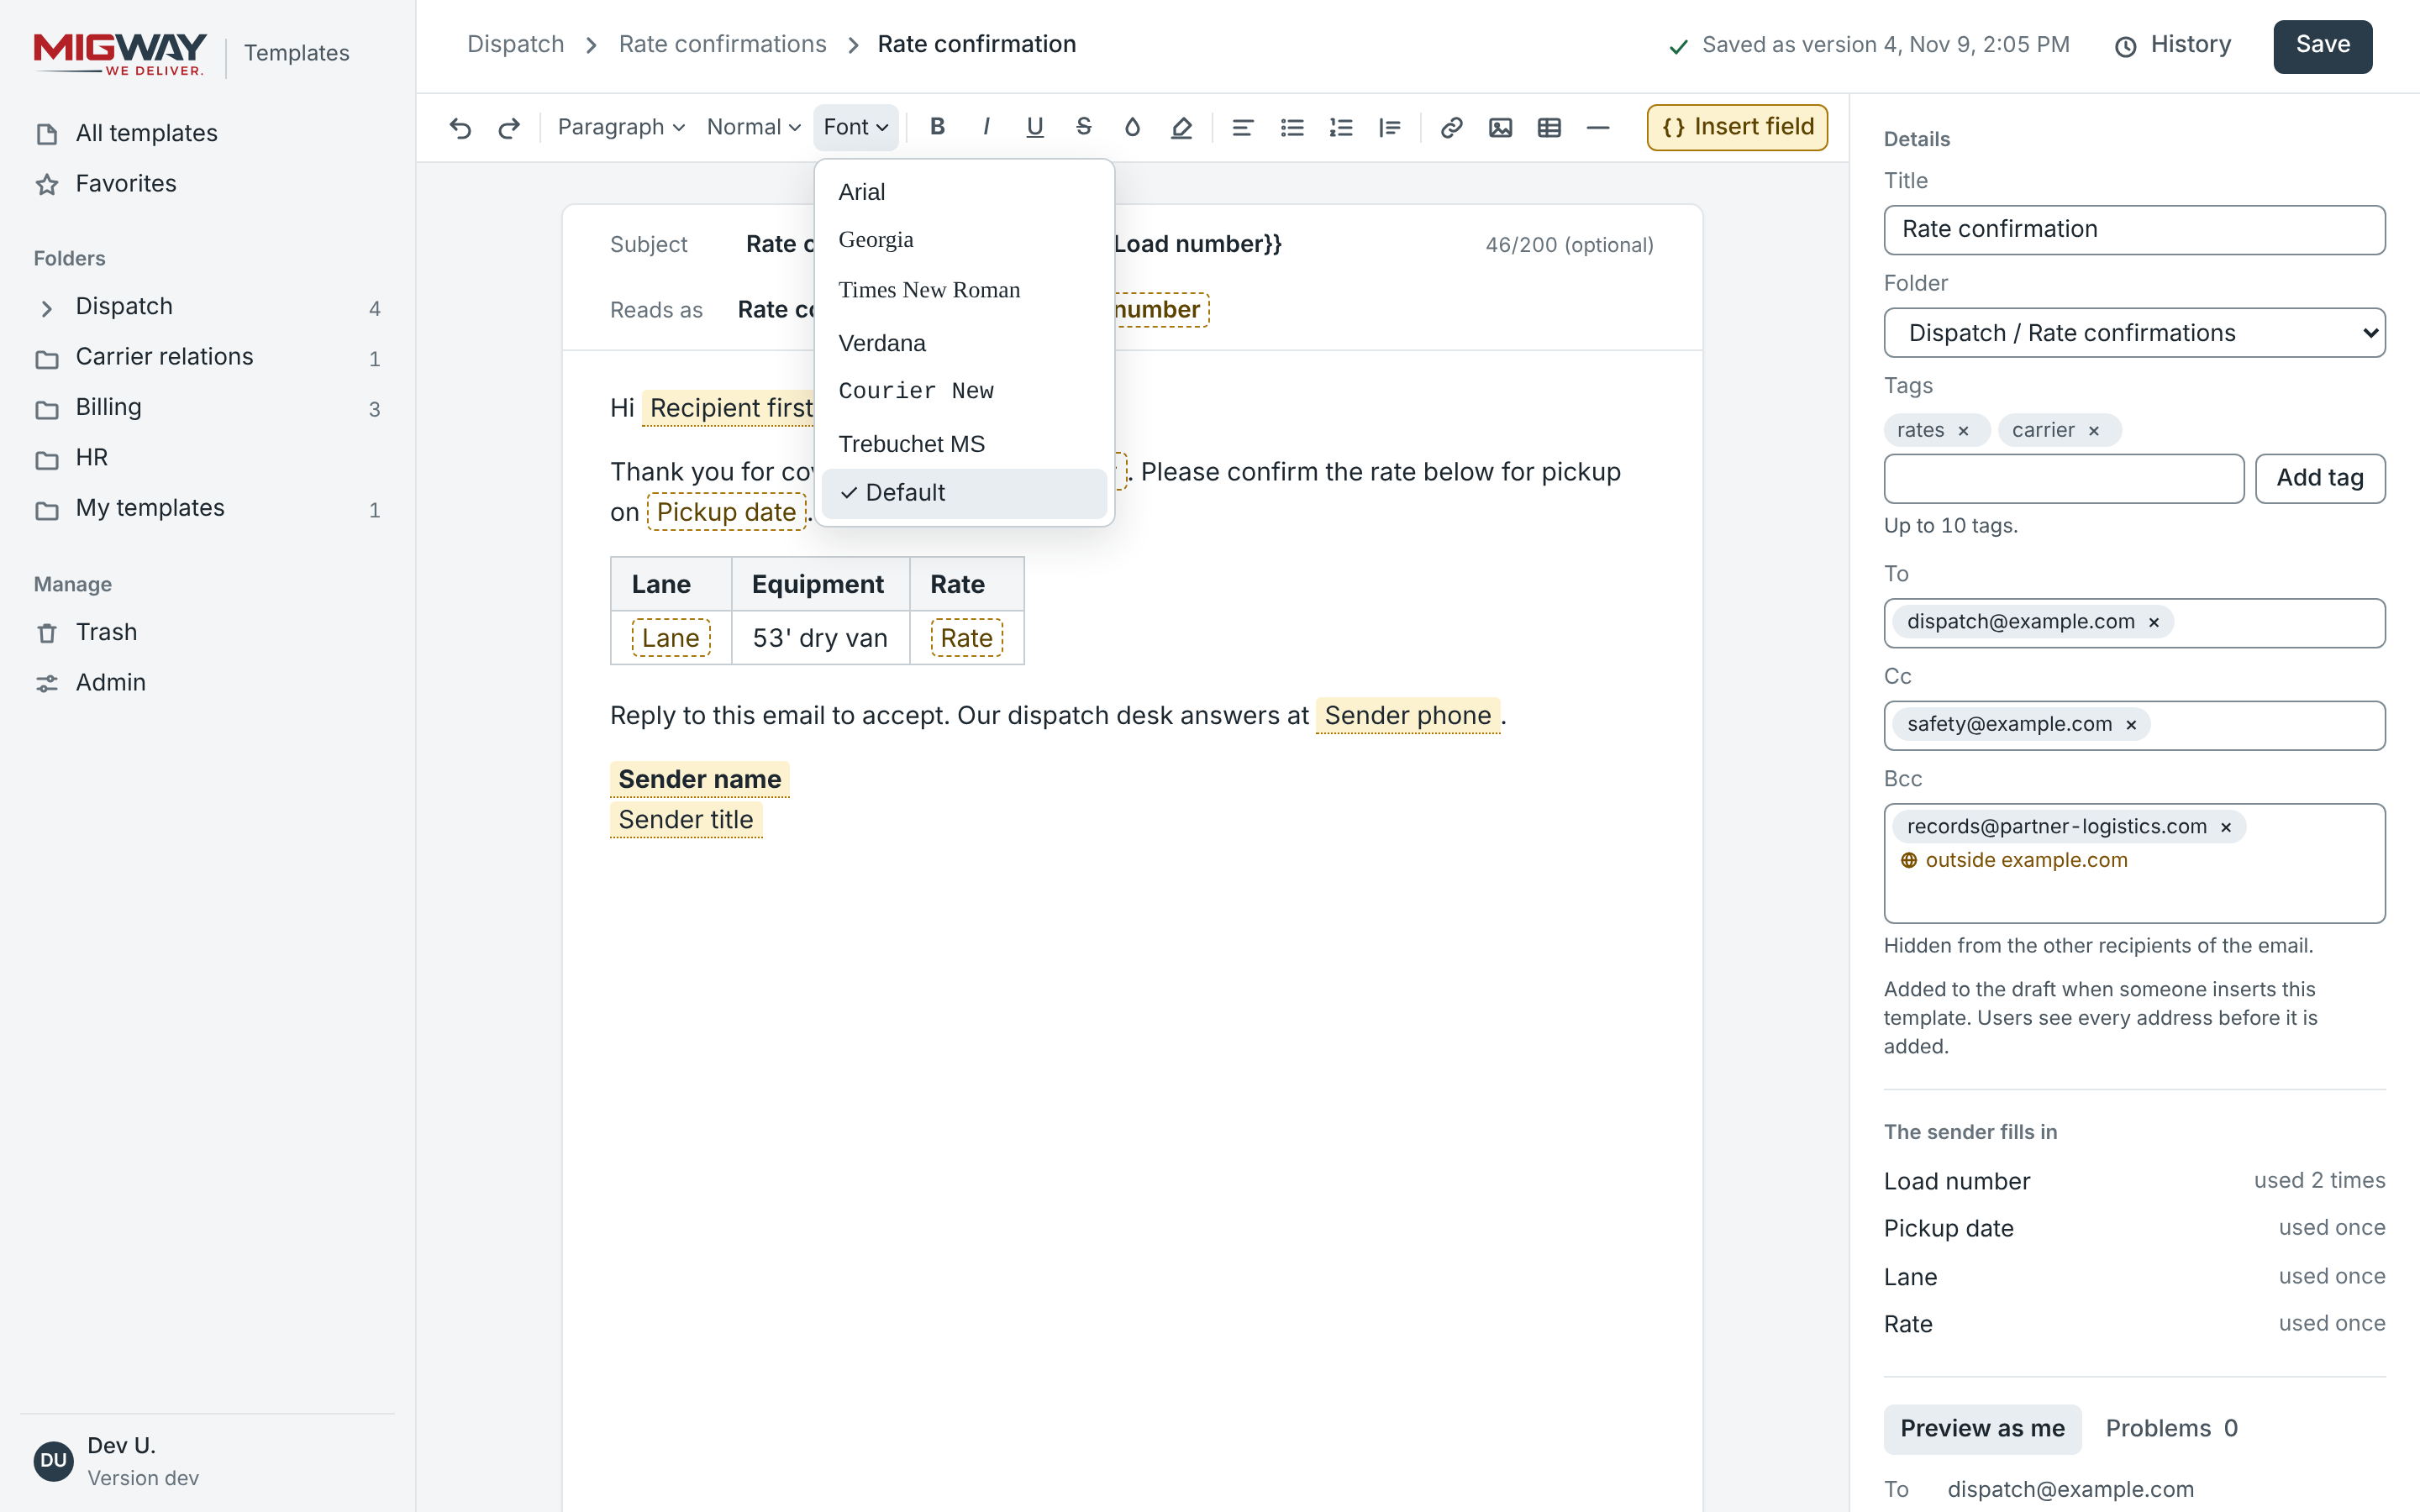 MIGWAY
WE DELIVER.
Templates
All templates
Favorites
Folders
Dispatch 4
Carrier relations 1
Billing 3
HR
My templates 1
Manage
Trash
Admin
DU
Dev U.
Version dev
Dispatch > Rate confirmations > Rate confirmation
Saved as version 4, Nov 9, 2:05 PM
History
Save
Paragraph Normal Font B I U S {} Insert field
Arial
Georgia
Times New Roman
Verdana
Courier New
Trebuchet MS
✓ Default
Subject Rate Load number}} 46/200 (optional)
Reads as Rate number
Hi Recipient first
Thank you for . Please confirm the rate below for pickup
on Pickup date.
Lane Equipment Rate
Lane 53' dry van Rate
Reply to this email to accept. Our dispatch desk answers at Sender phone.
Sender name
Sender title
Details
Title
Rate confirmation
Folder
Dispatch / Rate confirmations
Tags
rates × carrier ×
Add tag
Up to 10 tags.
To
dispatch@example.com ×
Cc
safety@example.com ×
Bcc
records@partner-logistics.com ×
outside example.com
Hidden from the other recipients of the email.
Added to the draft when someone inserts this
template. Users see every address before it is
added.
The sender fills in
Load number used 2 times
Pickup date used once
Lane used once
Rate used once
Preview as me Problems 0
To dispatch@example.com